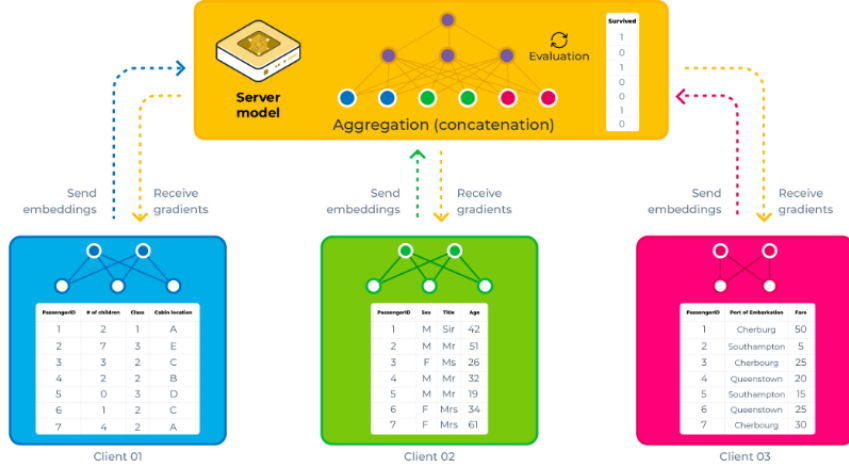 Survived
1
0
1
0
0
1
0
Evaluation
Server
model
Aggregation (concatenation)
Send
embeddings
Receive
gradients
Send
embeddings
Receive
gradients
Send
embeddings
Receive
gradients
PassengerID # of children Class Cabin location
1 2 1 A
2 7 3 E
3 3 2 C
4 2 2 B
5 0 3 D
6 1 2 C
7 4 2 A
Client 01
PassengerID Sex Title Age
1 M Sir 42
2 M Mr 51
3 F Ms 26
4 M Mr 32
5 M Mr 19
6 F Mrs 34
7 F Mrs 61
Client 02
PassengerID Port of Embarkation Fare
1 Cherburg 50
2 Southampton 5
3 Cherbourg 25
4 Queenstown 20
5 Southampton 15
6 Queenstown 25
7 Cherbourg 30
Client 03